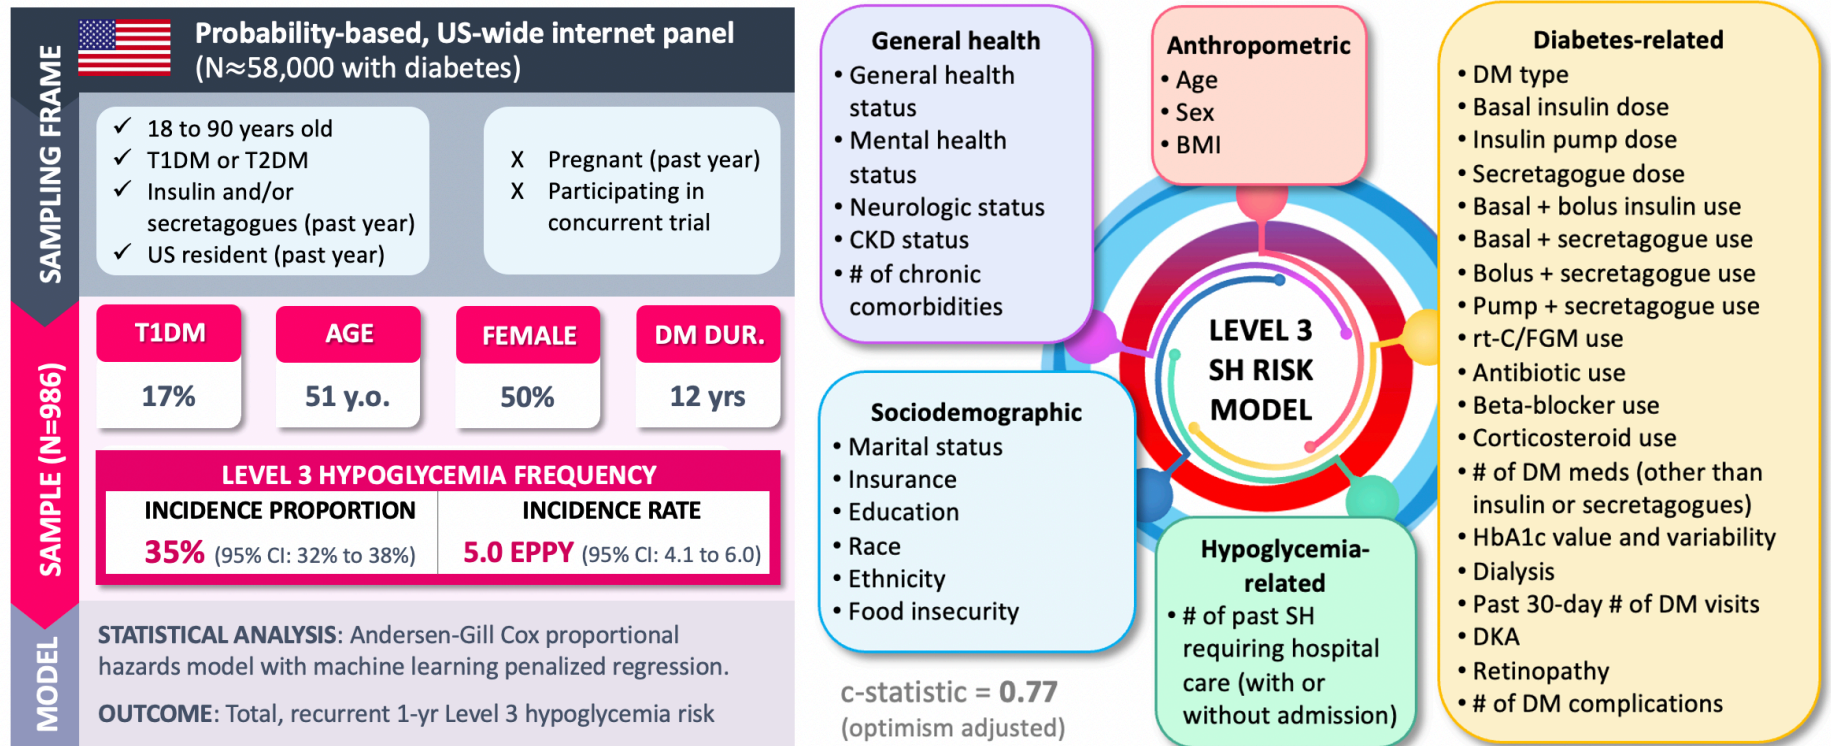 SAMPLING FRAME
Probability-based, US-wide internet panel
(N≈58,000 with diabetes)
✓ 18 to 90 years old
✓ T1DM or T2DM
✓ Insulin and/or
secretagogues (past year)
✓ US resident (past year)
X Pregnant (past year)
X Participating in
concurrent trial
SAMPLE (N=986)
T1DM
17%
AGE
51 y.o.
FEMALE
50%
DM DUR.
12 yrs
LEVEL 3 HYPOGLYCEMIA FREQUENCY
INCIDENCE PROPORTION
35% (95% CI: 32% to 38%)
INCIDENCE RATE
5.0 EPPY (95% CI: 4.1 to 6.0)
MODEL
STATISTICAL ANALYSIS: Andersen-Gill Cox proportional
hazards model with machine learning penalized regression.
OUTCOME: Total, recurrent 1-yr Level 3 hypoglycemia risk
General health
• General health
status
• Mental health
status
• Neurologic status
• CKD status
• # of chronic
comorbidities
Anthropometric
• Age
• Sex
• BMI
LEVEL 3
SH RISK
MODEL
Sociodemographic
• Marital status
• Insurance
• Education
• Race
• Ethnicity
• Food insecurity
Hypoglycemia-
related
• # of past SH
requiring hospital
care (with or
without admission)
c-statistic = 0.77
(optimism adjusted)
Diabetes-related
• DM type
• Basal insulin dose
• Insulin pump dose
• Secretagogue dose
• Basal + bolus insulin use
• Basal + secretagogue use
• Bolus + secretagogue use
• Pump + secretagogue use
• rt-C/FGM use
• Antibiotic use
• Beta-blocker use
• Corticosteroid use
• # of DM meds (other than
insulin or secretagogues)
• HbA1c value and variability
• Dialysis
• Past 30-day # of DM visits
• DKA
• Retinopathy
• # of DM complications